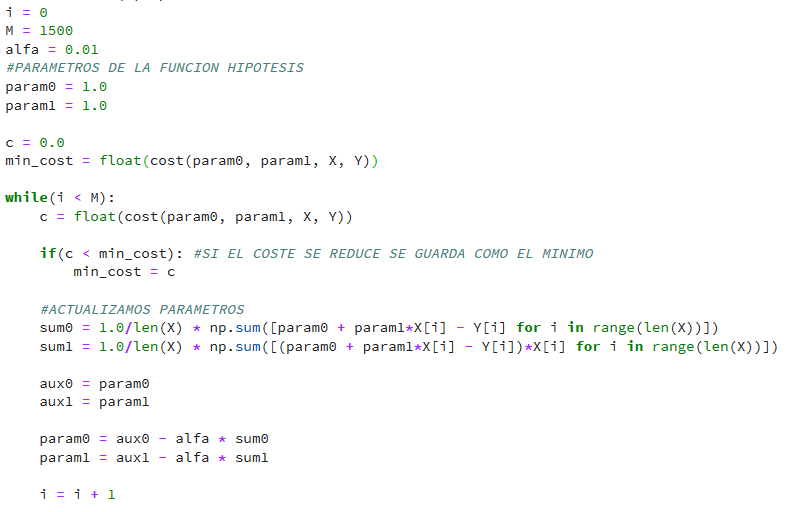 i = 0
M = 1500
alfa = 0.01
#PARAMETROS DE LA FUNCION HIPOTESIS
param0 = 1.0
param1 = 1.0
c = 0.0
min_cost = float(cost(param0, param1, X, Y))
while(i < M):
c = float(cost(param0, param1, X, Y))
if(c < min_cost): #SI EL COSTE SE REDUCE SE GUARDA COMO EL MINIMO
min_cost = c
#ACTUALIZAMOS PARAMETROS
sum0 = 1.0/len(X) * np.sum([param0 + param1*X[i] - Y[i] for i in range(len(X))])
sum1 = 1.0/len(X) * np.sum([(param0 + param1*X[i] - Y[i])*X[i] for i in range(len(X))])
aux0 = param0
aux1 = param1
param0 = aux0 - alfa * sum0
param1 = aux1 - alfa * sum1
i = i + 1